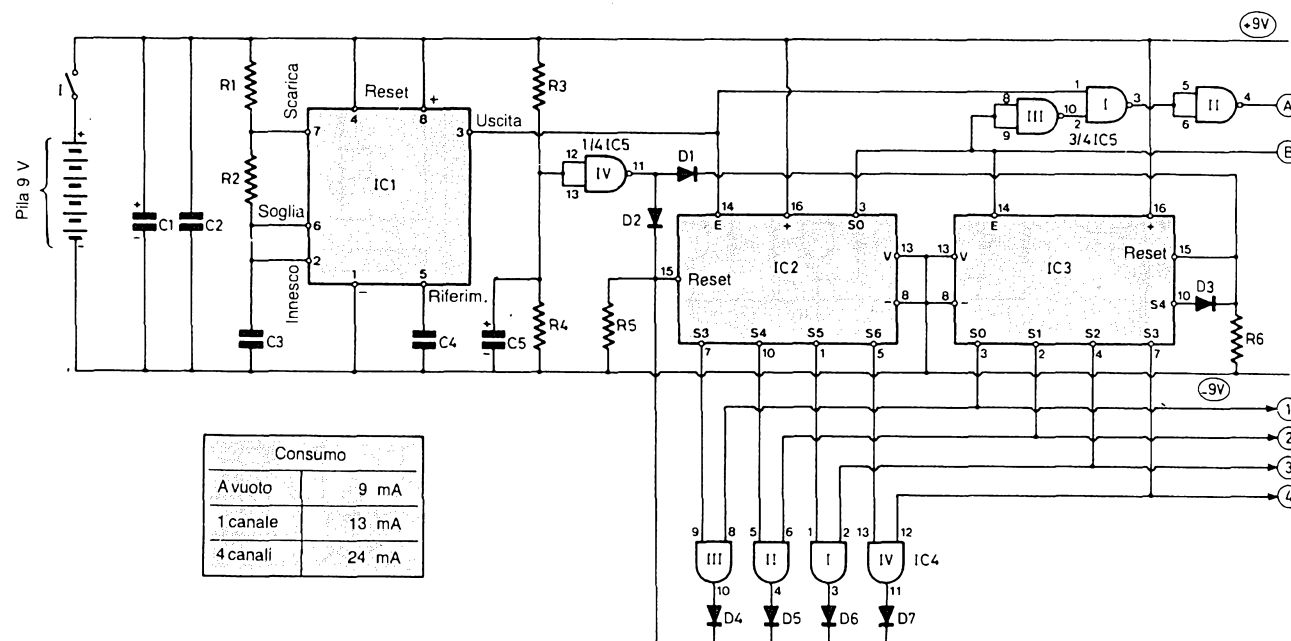 +9V
I
Pila 9 V
+
-
+
-
C1
C2
R1
R2
C3
Scarica
Soglia
Innesco
Reset
Uscita
Riferim.
IC1
4
8
+
7
3
6
2
1
-
5
C4
+
-
C5
R3
R4
R5
12
13
IV
11
1/4 IC5
D1
D2
14
16
3
E
+
S0
15
Reset
IC2
V
13
-
8
S3
S4
S5
S6
7
10
1
5
8
9
III
10
1
2
I
3
3/4 IC5
5
6
II
4
A
B
14
16
E
+
13
V
8
-
IC3
Reset
15
S4
10
D3
R6
S0
S1
S2
S3
3
2
4
7
-9V
1
2
3
4
Consumo
A vuoto 9 mA
1 canale 13 mA
4 canali 24 mA
9
8
5
6
1
2
13
12
III
II
I
IV
IC4
10
4
3
11
D4
D5
D6
D7